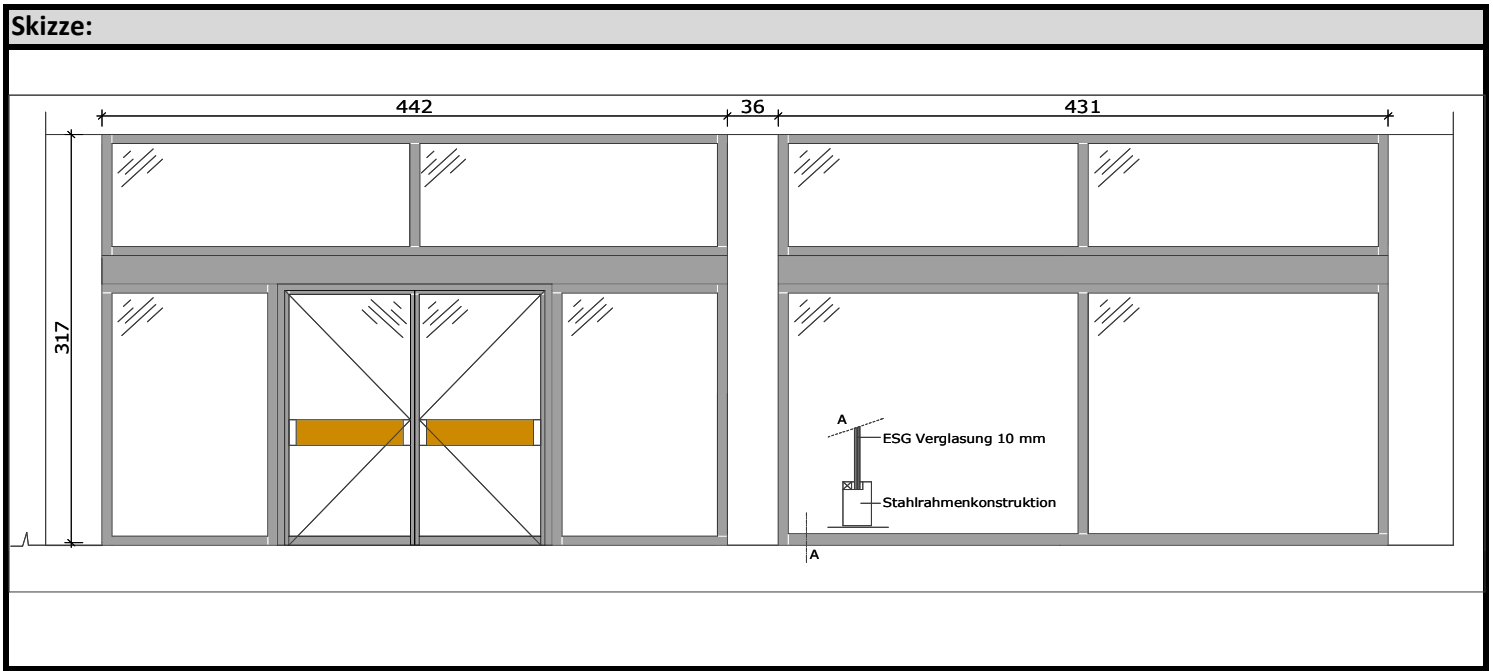 Skizze:
442
36
431
317
A
ESG Verglasung 10 mm
Stahlrahmenkonstruktion
A